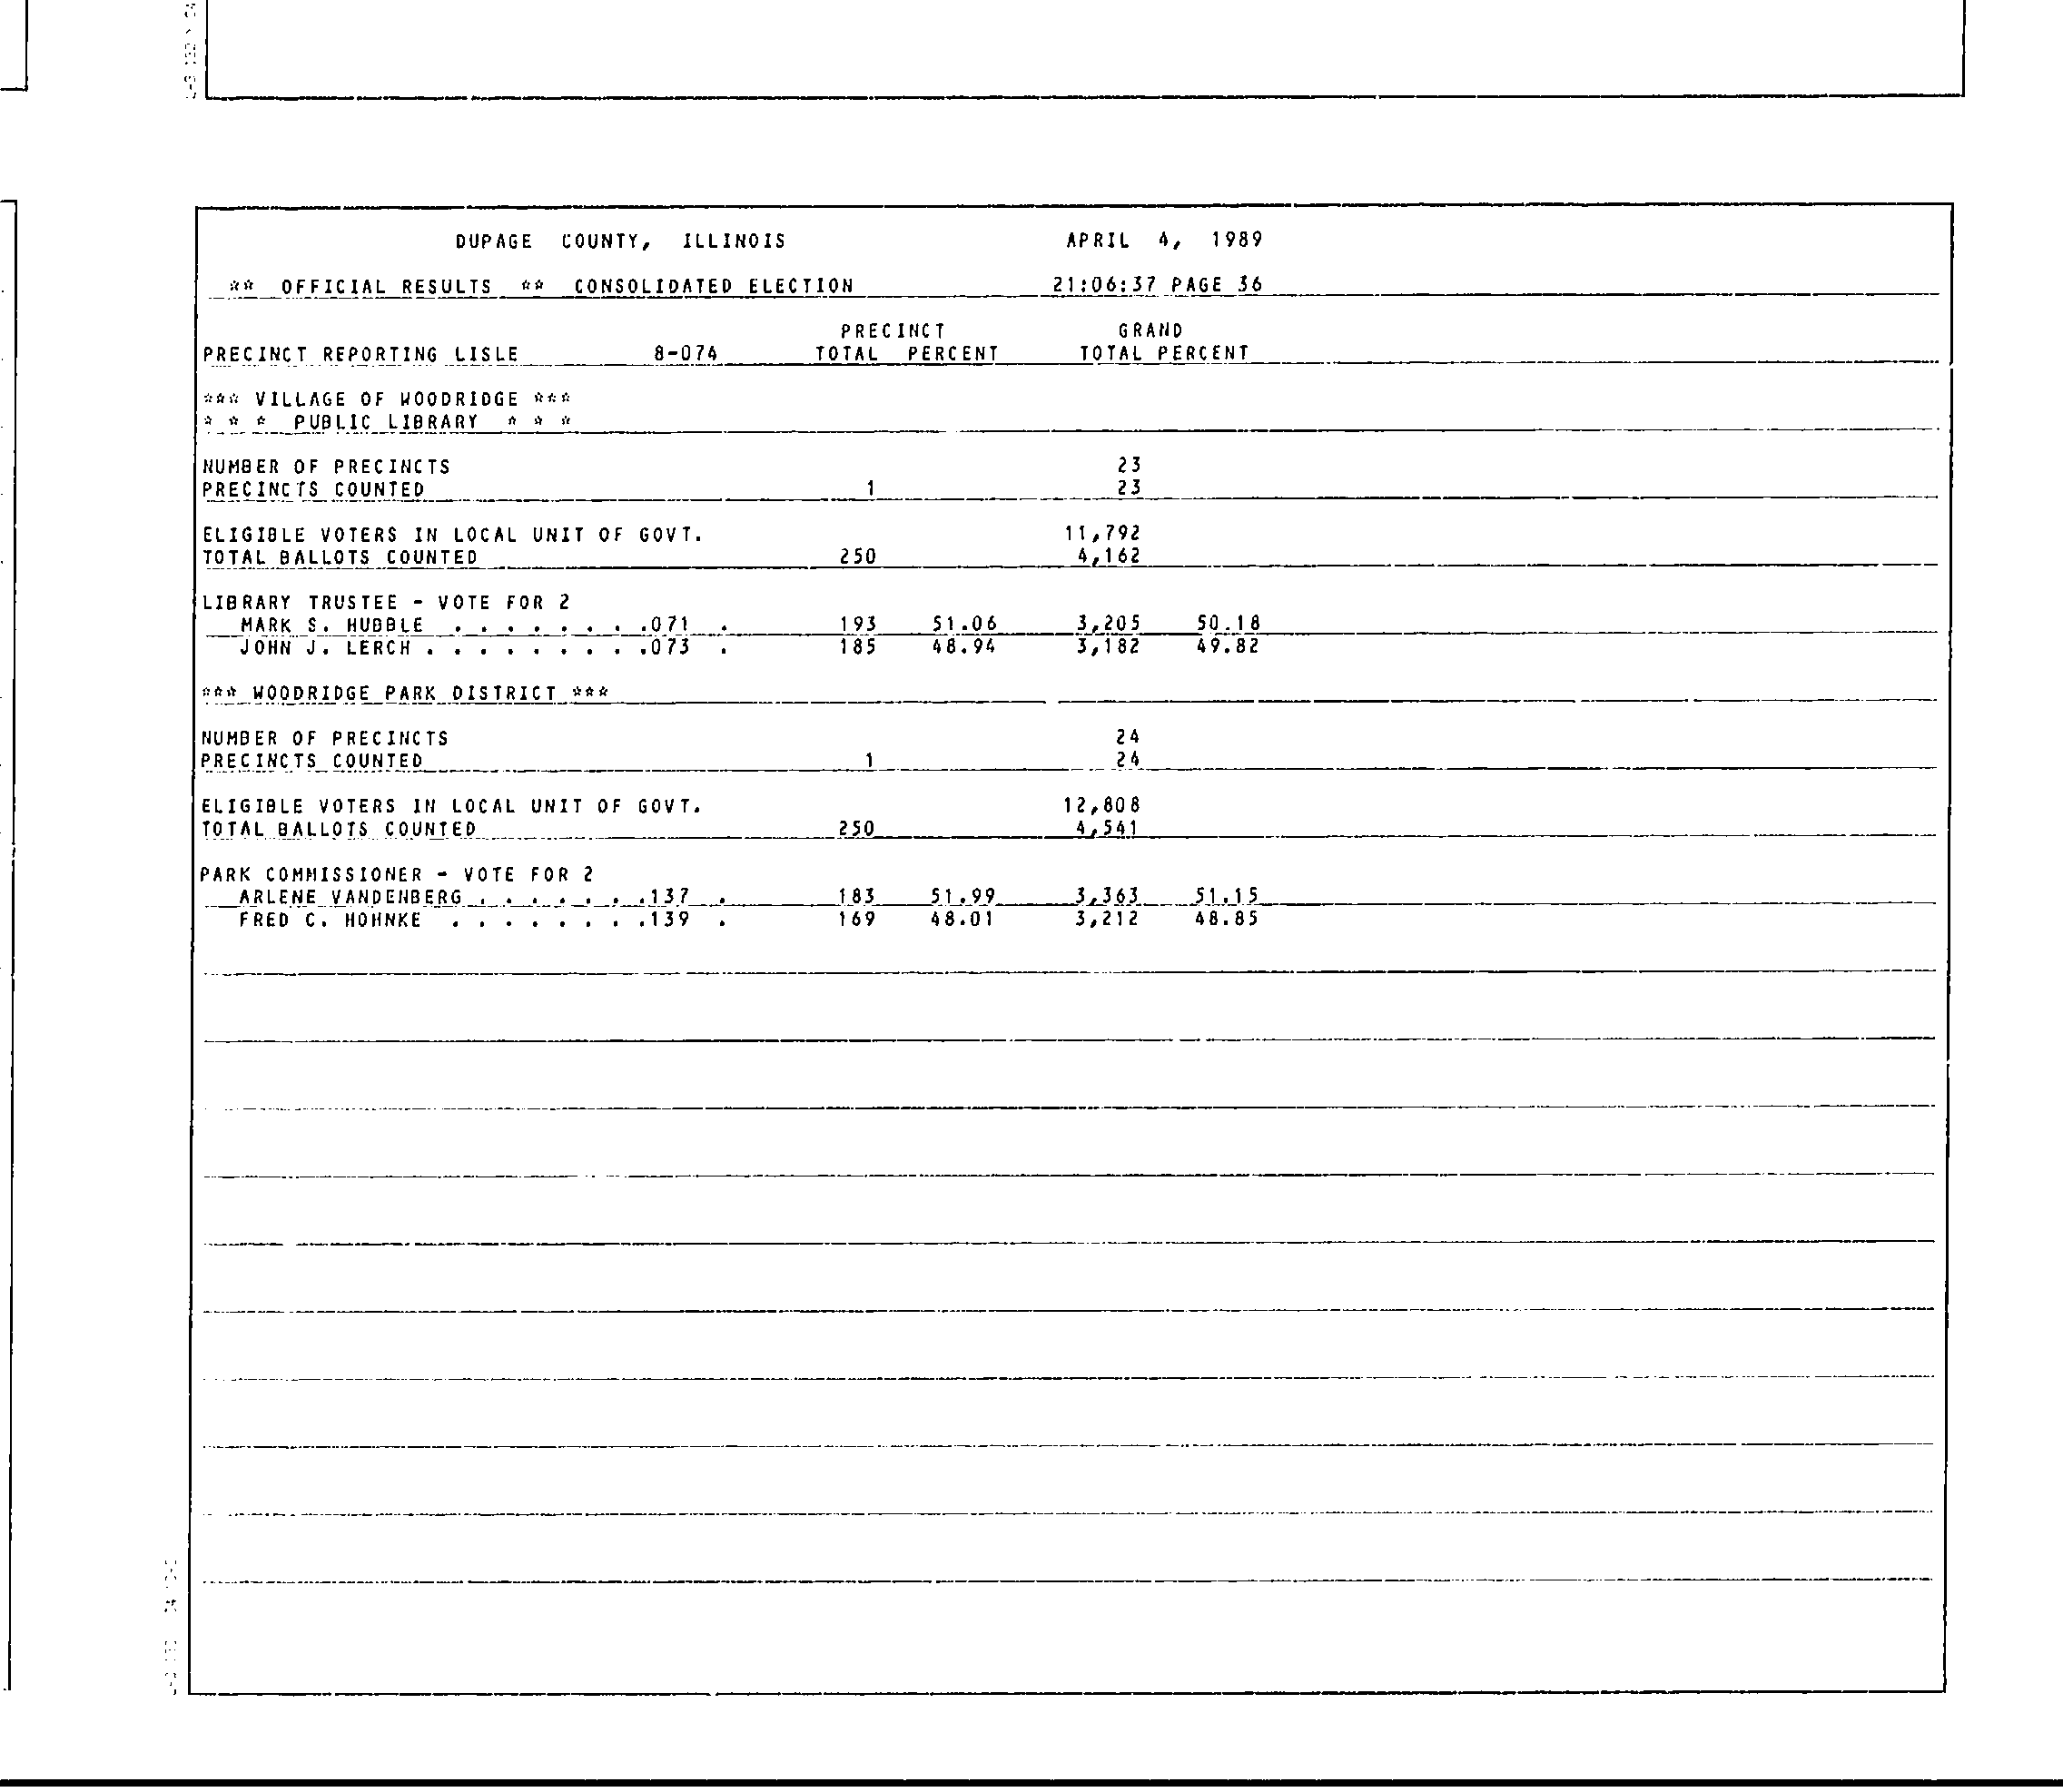 DUPAGE COUNTY, ILLINOIS APRIL 4, 1989
** OFFICIAL RESULTS ** CONSOLIDATED ELECTION 21:06:37 PAGE 36
PRECINCT GRAND
PRECINCT REPORTING LISLE 8-074 TOTAL PERCENT TOTAL PERCENT
*** VILLAGE OF WOODRIDGE ***
* * * PUBLIC LIBRARY * * *
NUMBER OF PRECINCTS 23
PRECINCTS COUNTED 1 23
ELIGIBLE VOTERS IN LOCAL UNIT OF GOVT. 11,792
TOTAL BALLOTS COUNTED 250 4,162
LIBRARY TRUSTEE - VOTE FOR 2
MARK S. HUBBLE . . . . . . . .071 . 193 51.06 3,205 50.18
JOHN J. LERCH . . . . . . . . .073 . 185 48.94 3,182 49.82
*** WOODRIDGE PARK DISTRICT ***
NUMBER OF PRECINCTS 24
PRECINCTS COUNTED 1 24
ELIGIBLE VOTERS IN LOCAL UNIT OF GOVT. 12,808
TOTAL BALLOTS COUNTED 250 4,541
PARK COMMISSIONER - VOTE FOR 2
ARLENE VANDENBERG . . . . . . .137 . 183 51.99 3,363 51.15
FRED C. HOHNKE . . . . . . . .139 . 169 48.01 3,212 48.85